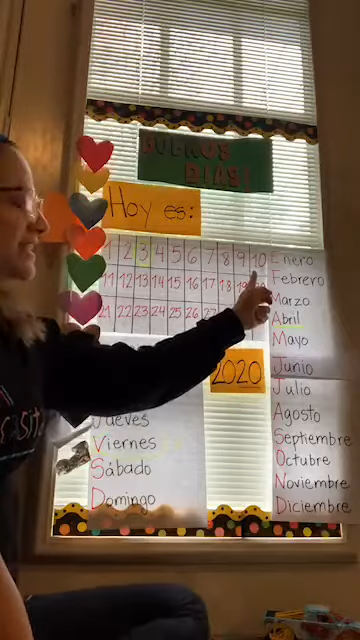 BUENOS
DIAS!
Hoy es:
1 2 3 4 5 6 7 8 9 10
11 12 13 14 15 16 17 18 19
21 22 23 24 25 26
2020
Enero
Febrero
Marzo
Abril
Mayo
Junio
Julio
Agosto
Septiembre
Octubre
Noviembre
Diciembre
Jueves
Viernes
Sábado
Domingo